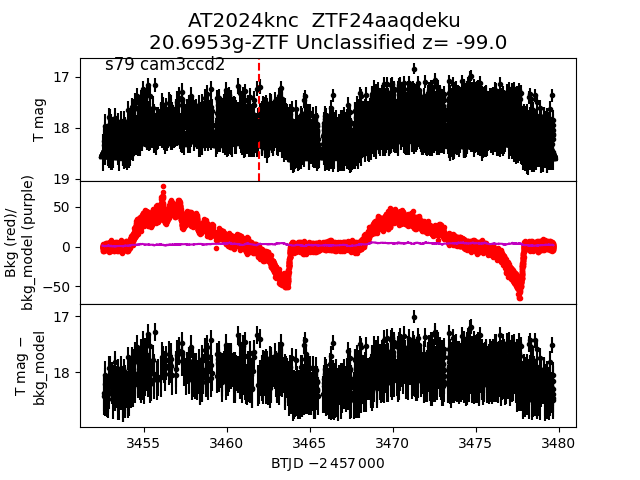 AT2024knc  ZTF24aaqdeku
20.6953g-ZTF Unclassified z= -99.0
s79 cam3ccd2
T mag
17
18
19
Bkg (red)/
bkg_model (purple)
50
0
−50
T mag −
bkg_model
17
18
3455
3460
3465
3470
3475
3480
BTJD −2 457 000